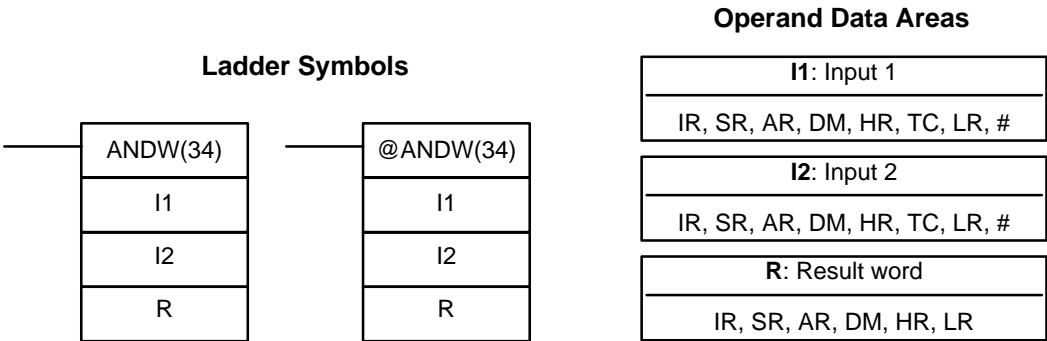 Ladder Symbols
ANDW(34)
I1
I2
R
@ANDW(34)
I1
I2
R
Operand Data Areas
I1: Input 1
IR, SR, AR, DM, HR, TC, LR, #
I2: Input 2
IR, SR, AR, DM, HR, TC, LR, #
R: Result word
IR, SR, AR, DM, HR, LR